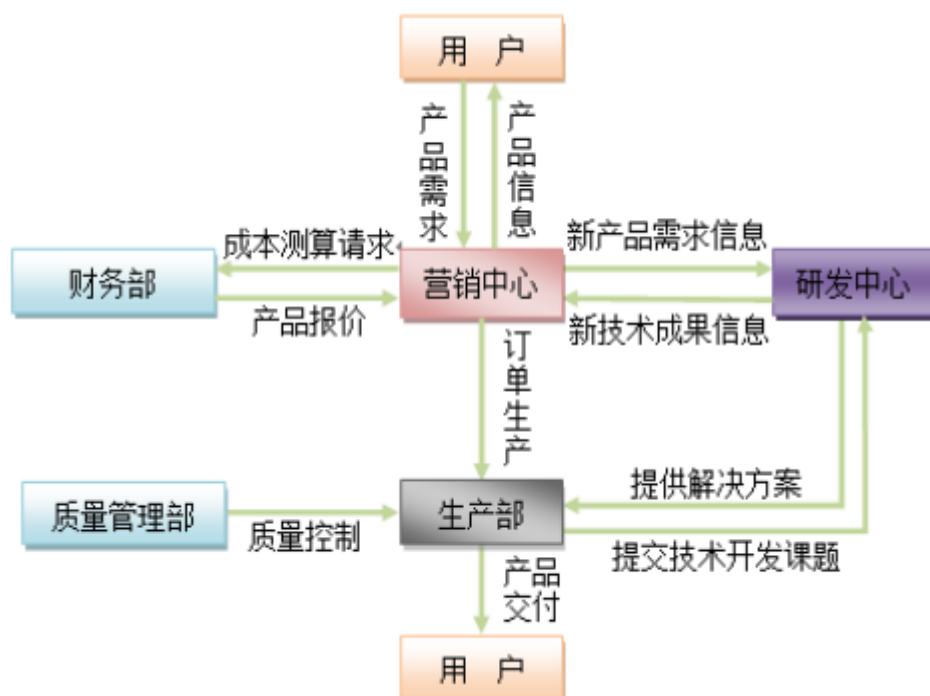 用 户
产品需求
产品信息
成本测算请求
新产品需求信息
财务部
营销中心
研发中心
产品报价
新技术成果信息
订单生产
提供解决方案
质量管理部
生产部
质量控制
提交技术开发课题
产品
交付
用 户